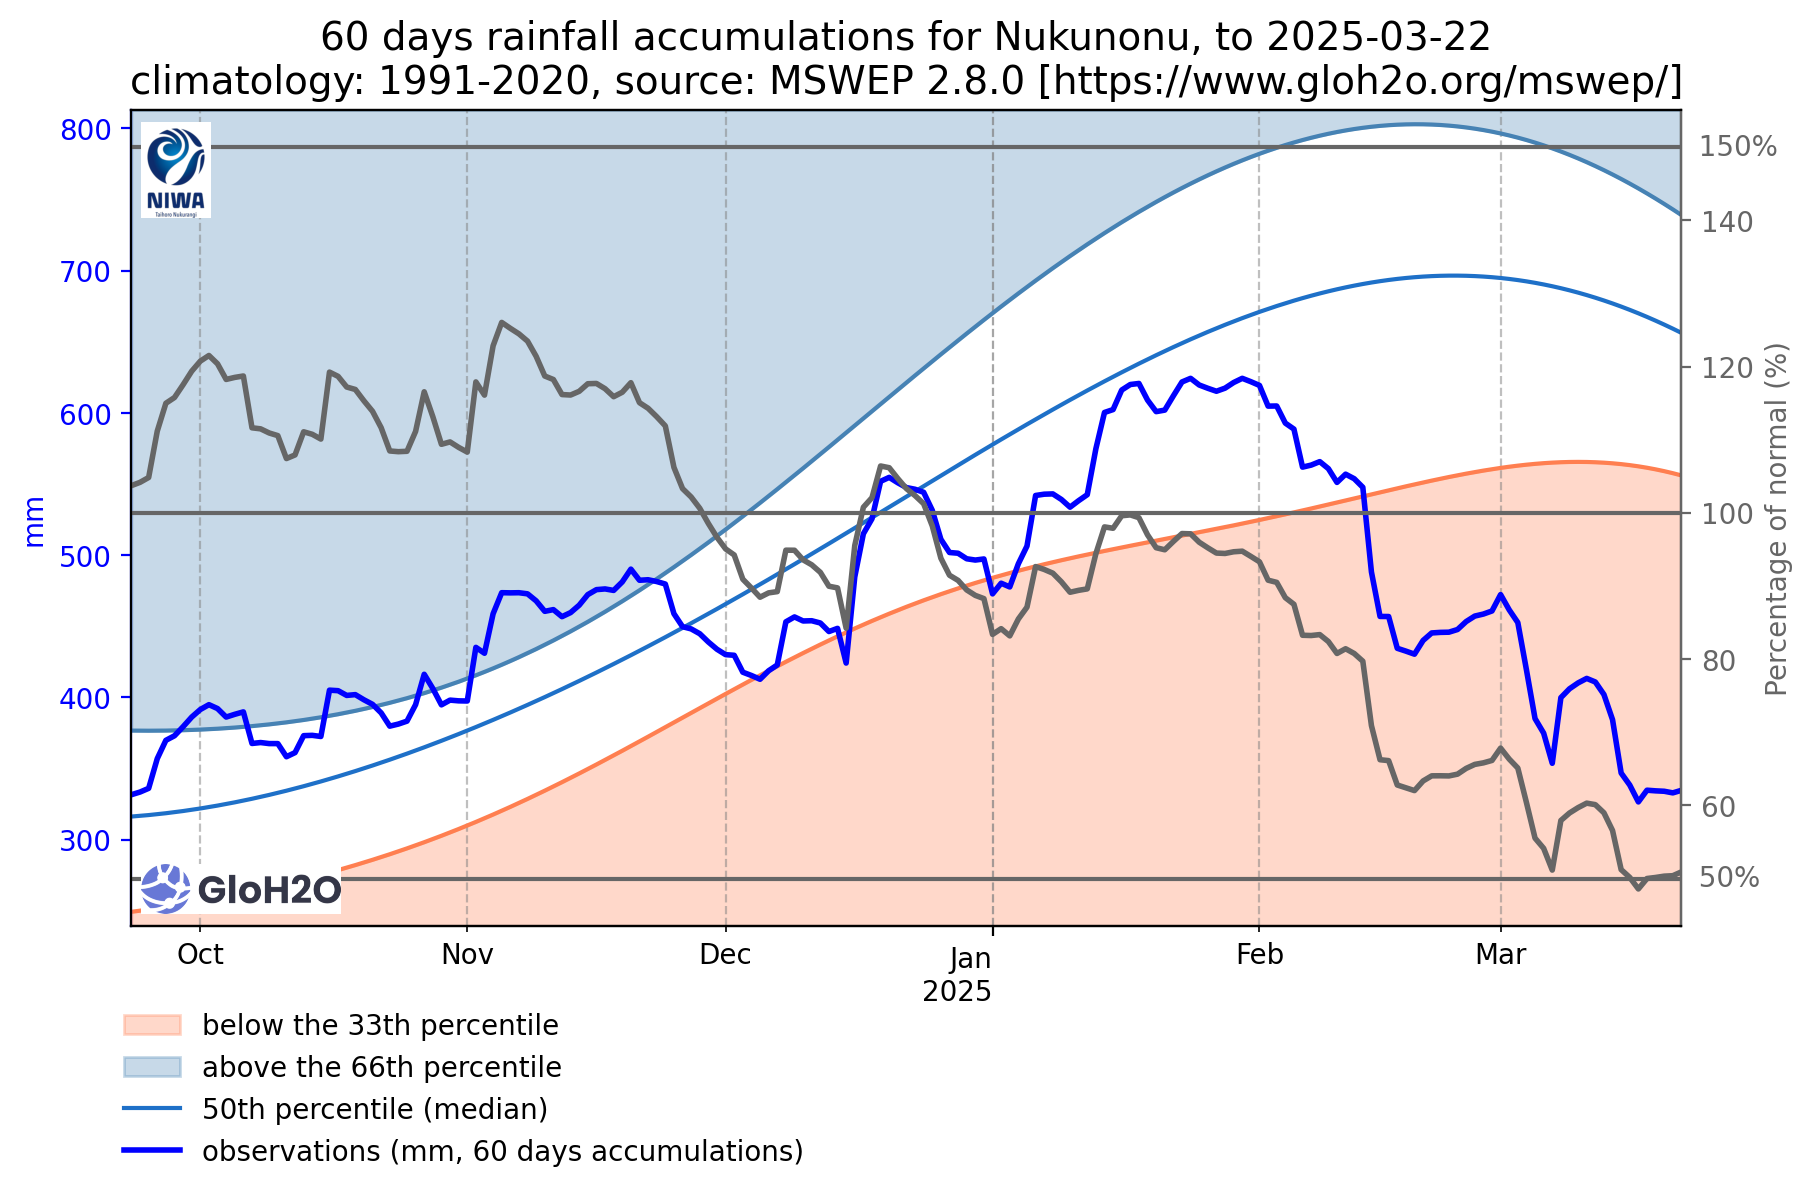 60 days rainfall accumulations for Nukunonu, to 2025-03-22
climatology: 1991-2020, source: MSWEP 2.8.0 [https://www.gloh2o.org/mswep/]
800
700
600
500
400
300
mm
NIWA
Taihoro Nukurangi
GloH2O
150%
140
120
100
80
60
50%
Percentage of normal (%)
Oct
Nov
Dec
Jan
2025
Feb
Mar
below the 33th percentile
above the 66th percentile
50th percentile (median)
observations (mm, 60 days accumulations)